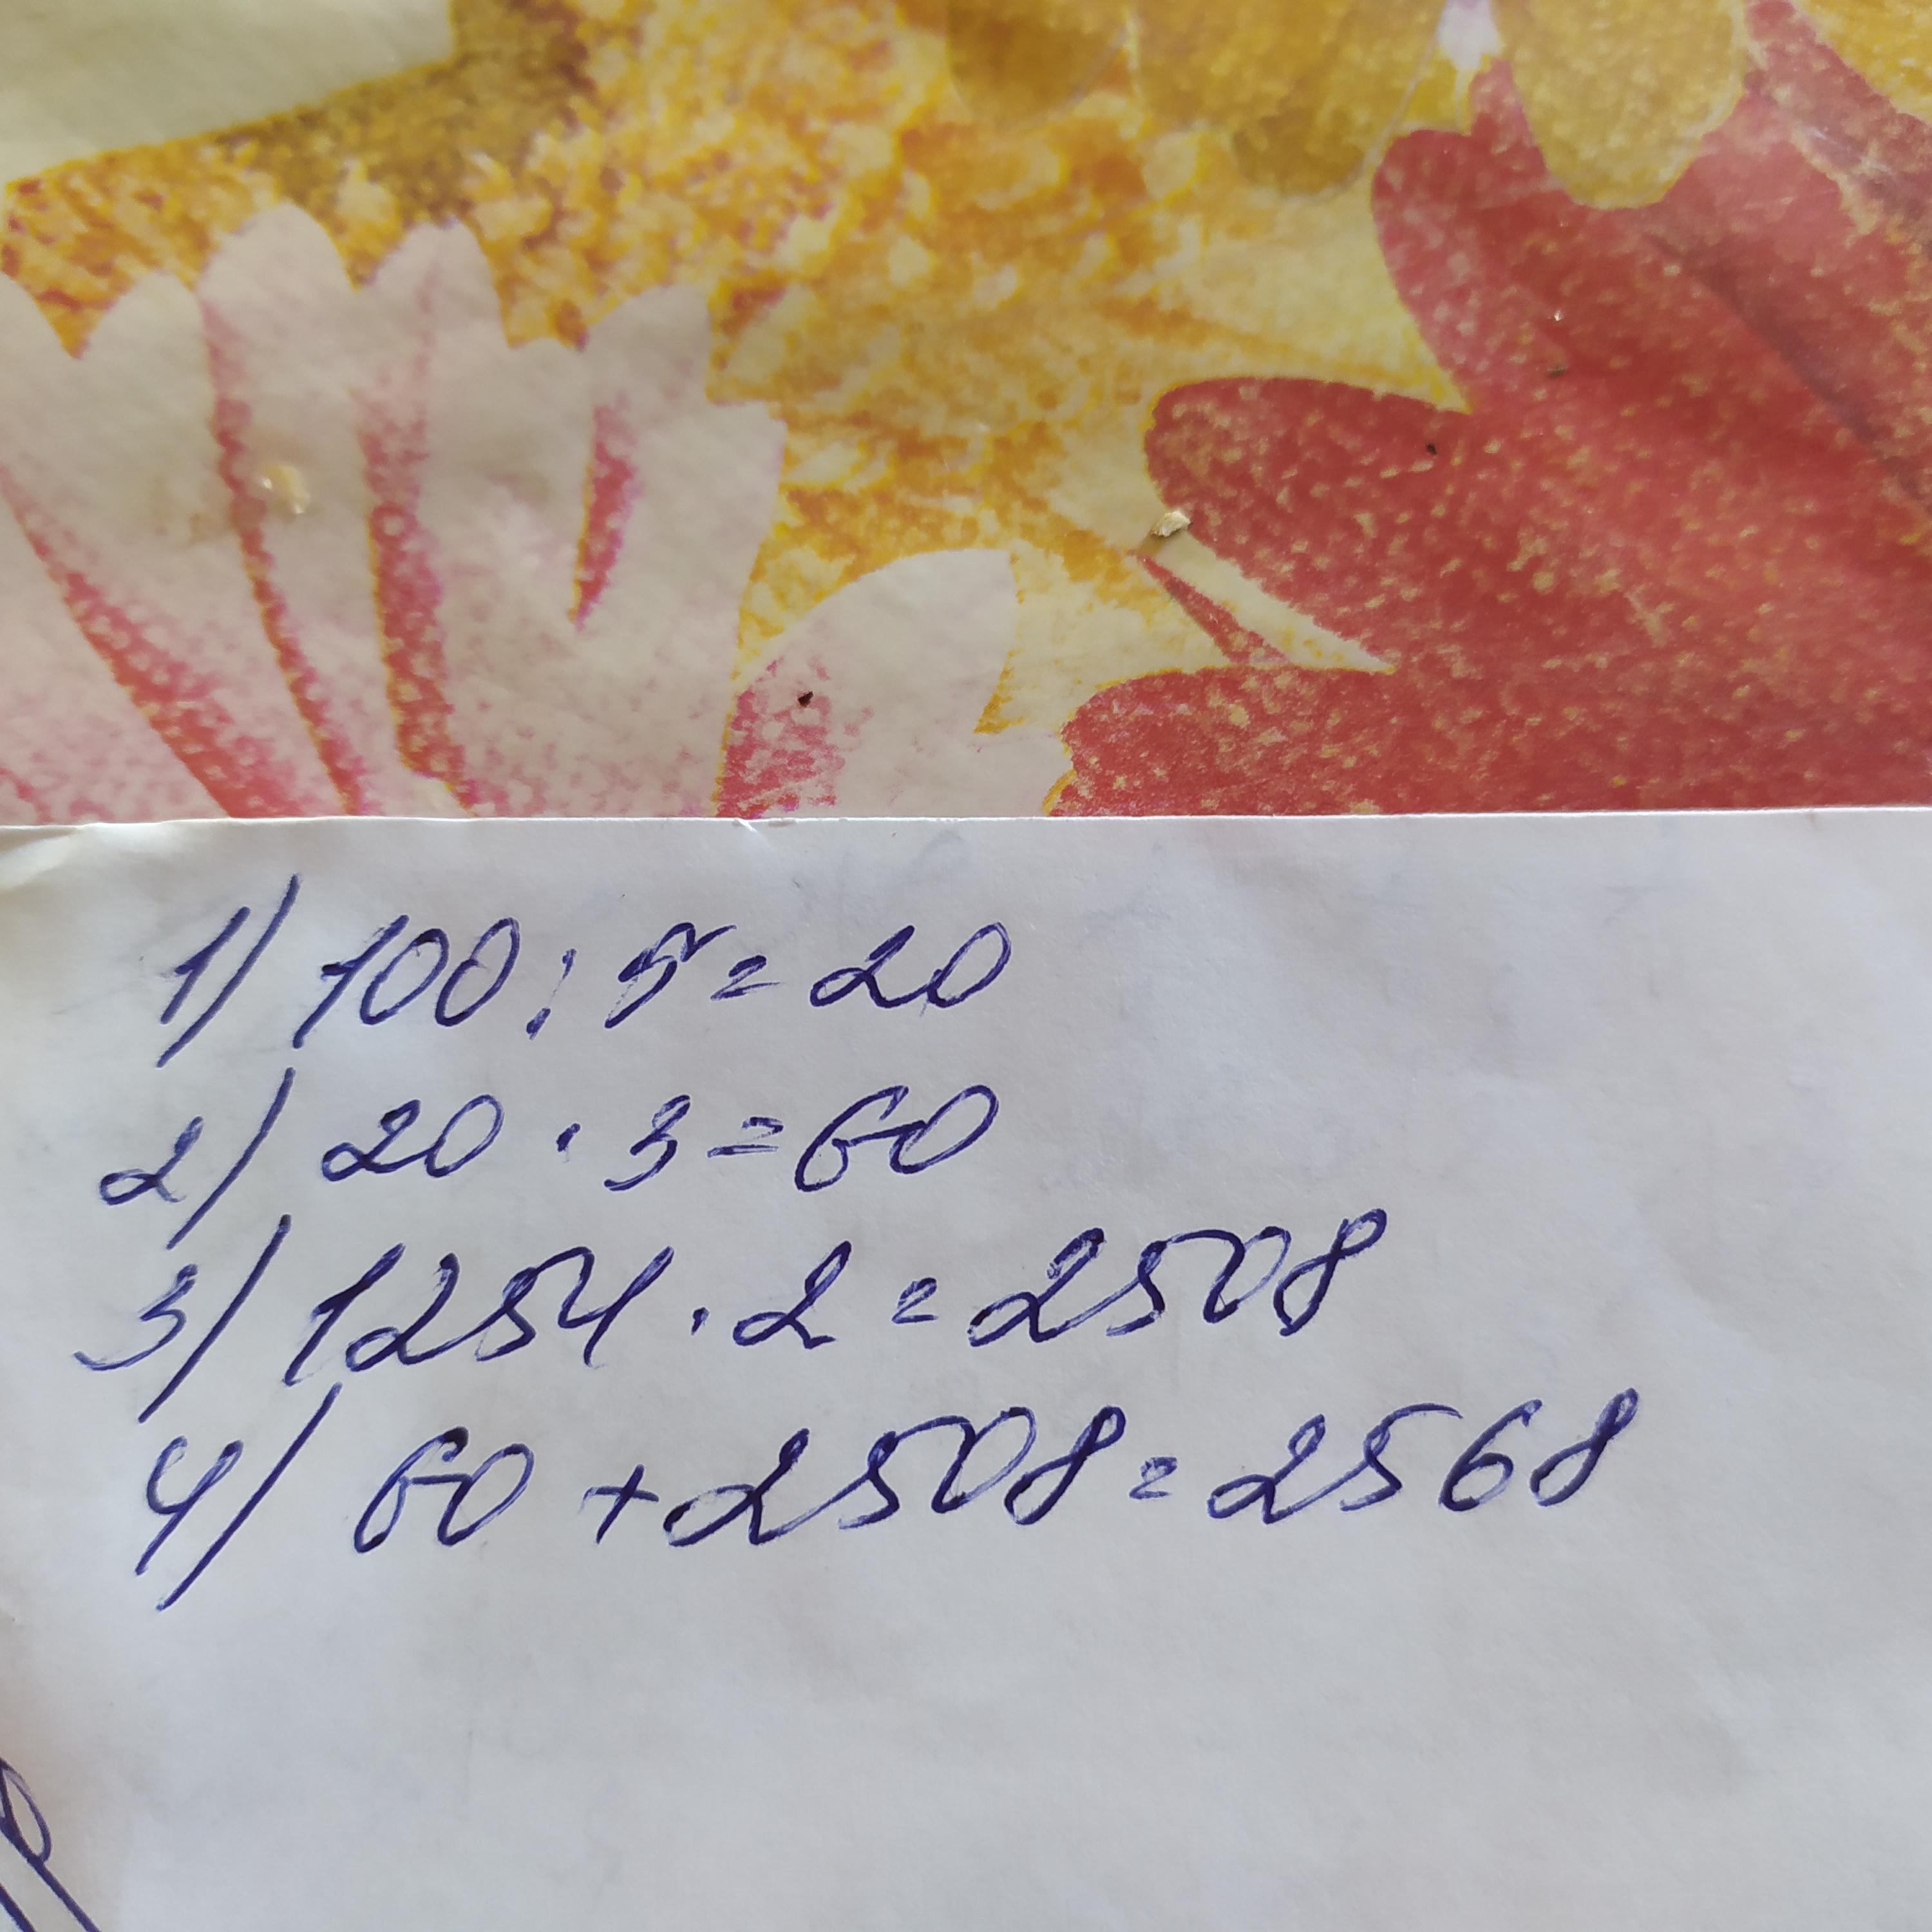 1) 100 : 5 = 20
2) 20 · 3 = 60
3) 1254 · 2 = 2508
4) 60 + 2508 = 2568